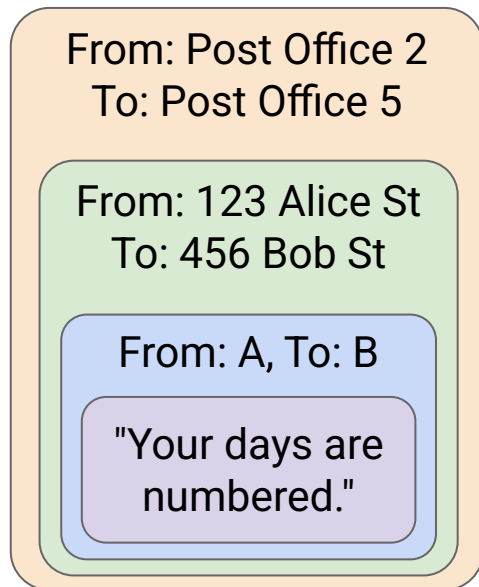 From: Post Office 2
To: Post Office 5
From: 123 Alice St
To: 456 Bob St
From: A, To: B
"Your days are
numbered."